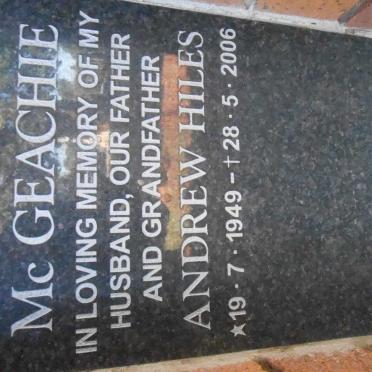 Mc GEACHIE
IN LOVING MEMORY OF MY
HUSBAND, OUR FATHER
AND GRANDFATHER
ANDREW HILES
★19 · 7 · 1949 – † 28 · 5 · 2006